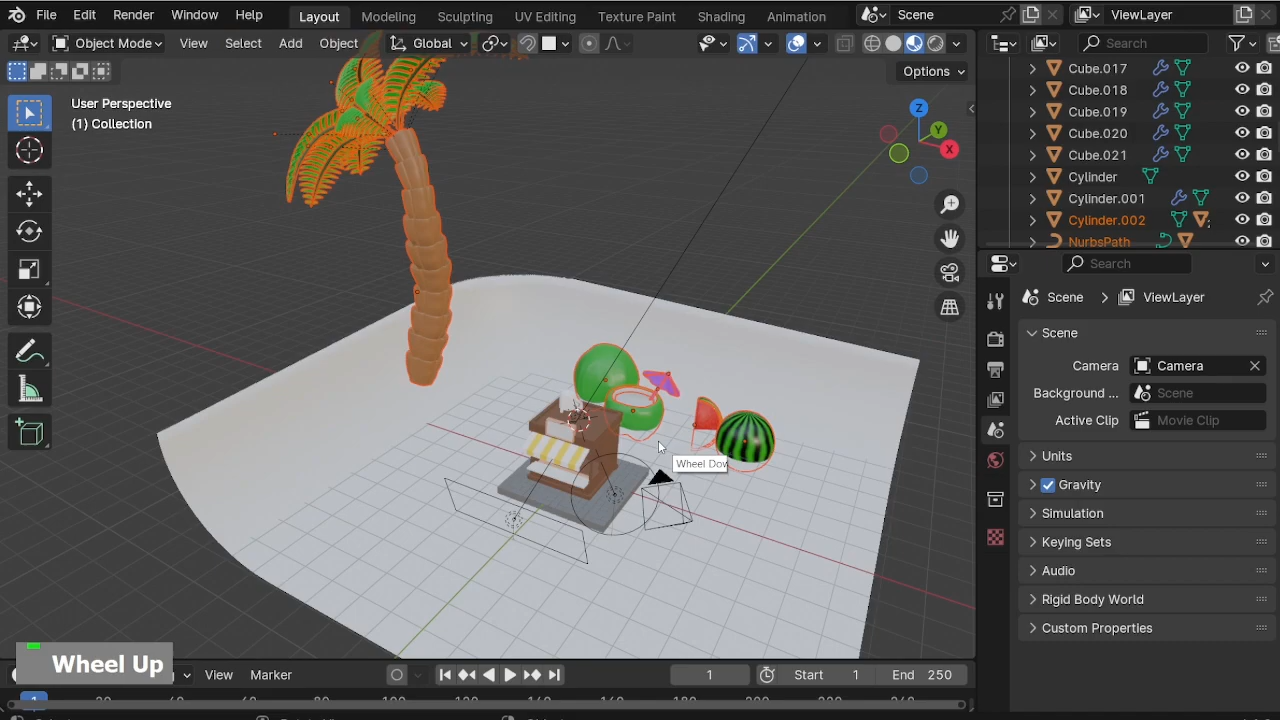 File Edit Render Window Help Layout Modeling Sculpting UV Editing Texture Paint Shading Animation Scene ViewLayer
Object Mode View Select Add Object Global Search
Options
User Perspective
(1) Collection
Z
Y
X
Cube.017
Cube.018
Cube.019
Cube.020
Cube.021
Cylinder
Cylinder.001
Cylinder.002
NurbsPath
Search
Scene ViewLayer
Scene
Camera Camera
Background ... Scene
Active Clip Movie Clip
Units
Gravity
Simulation
Keying Sets
Audio
Rigid Body World
Custom Properties
Wheel Dow
Wheel Up
View Marker 1 Start 1 End 250
1